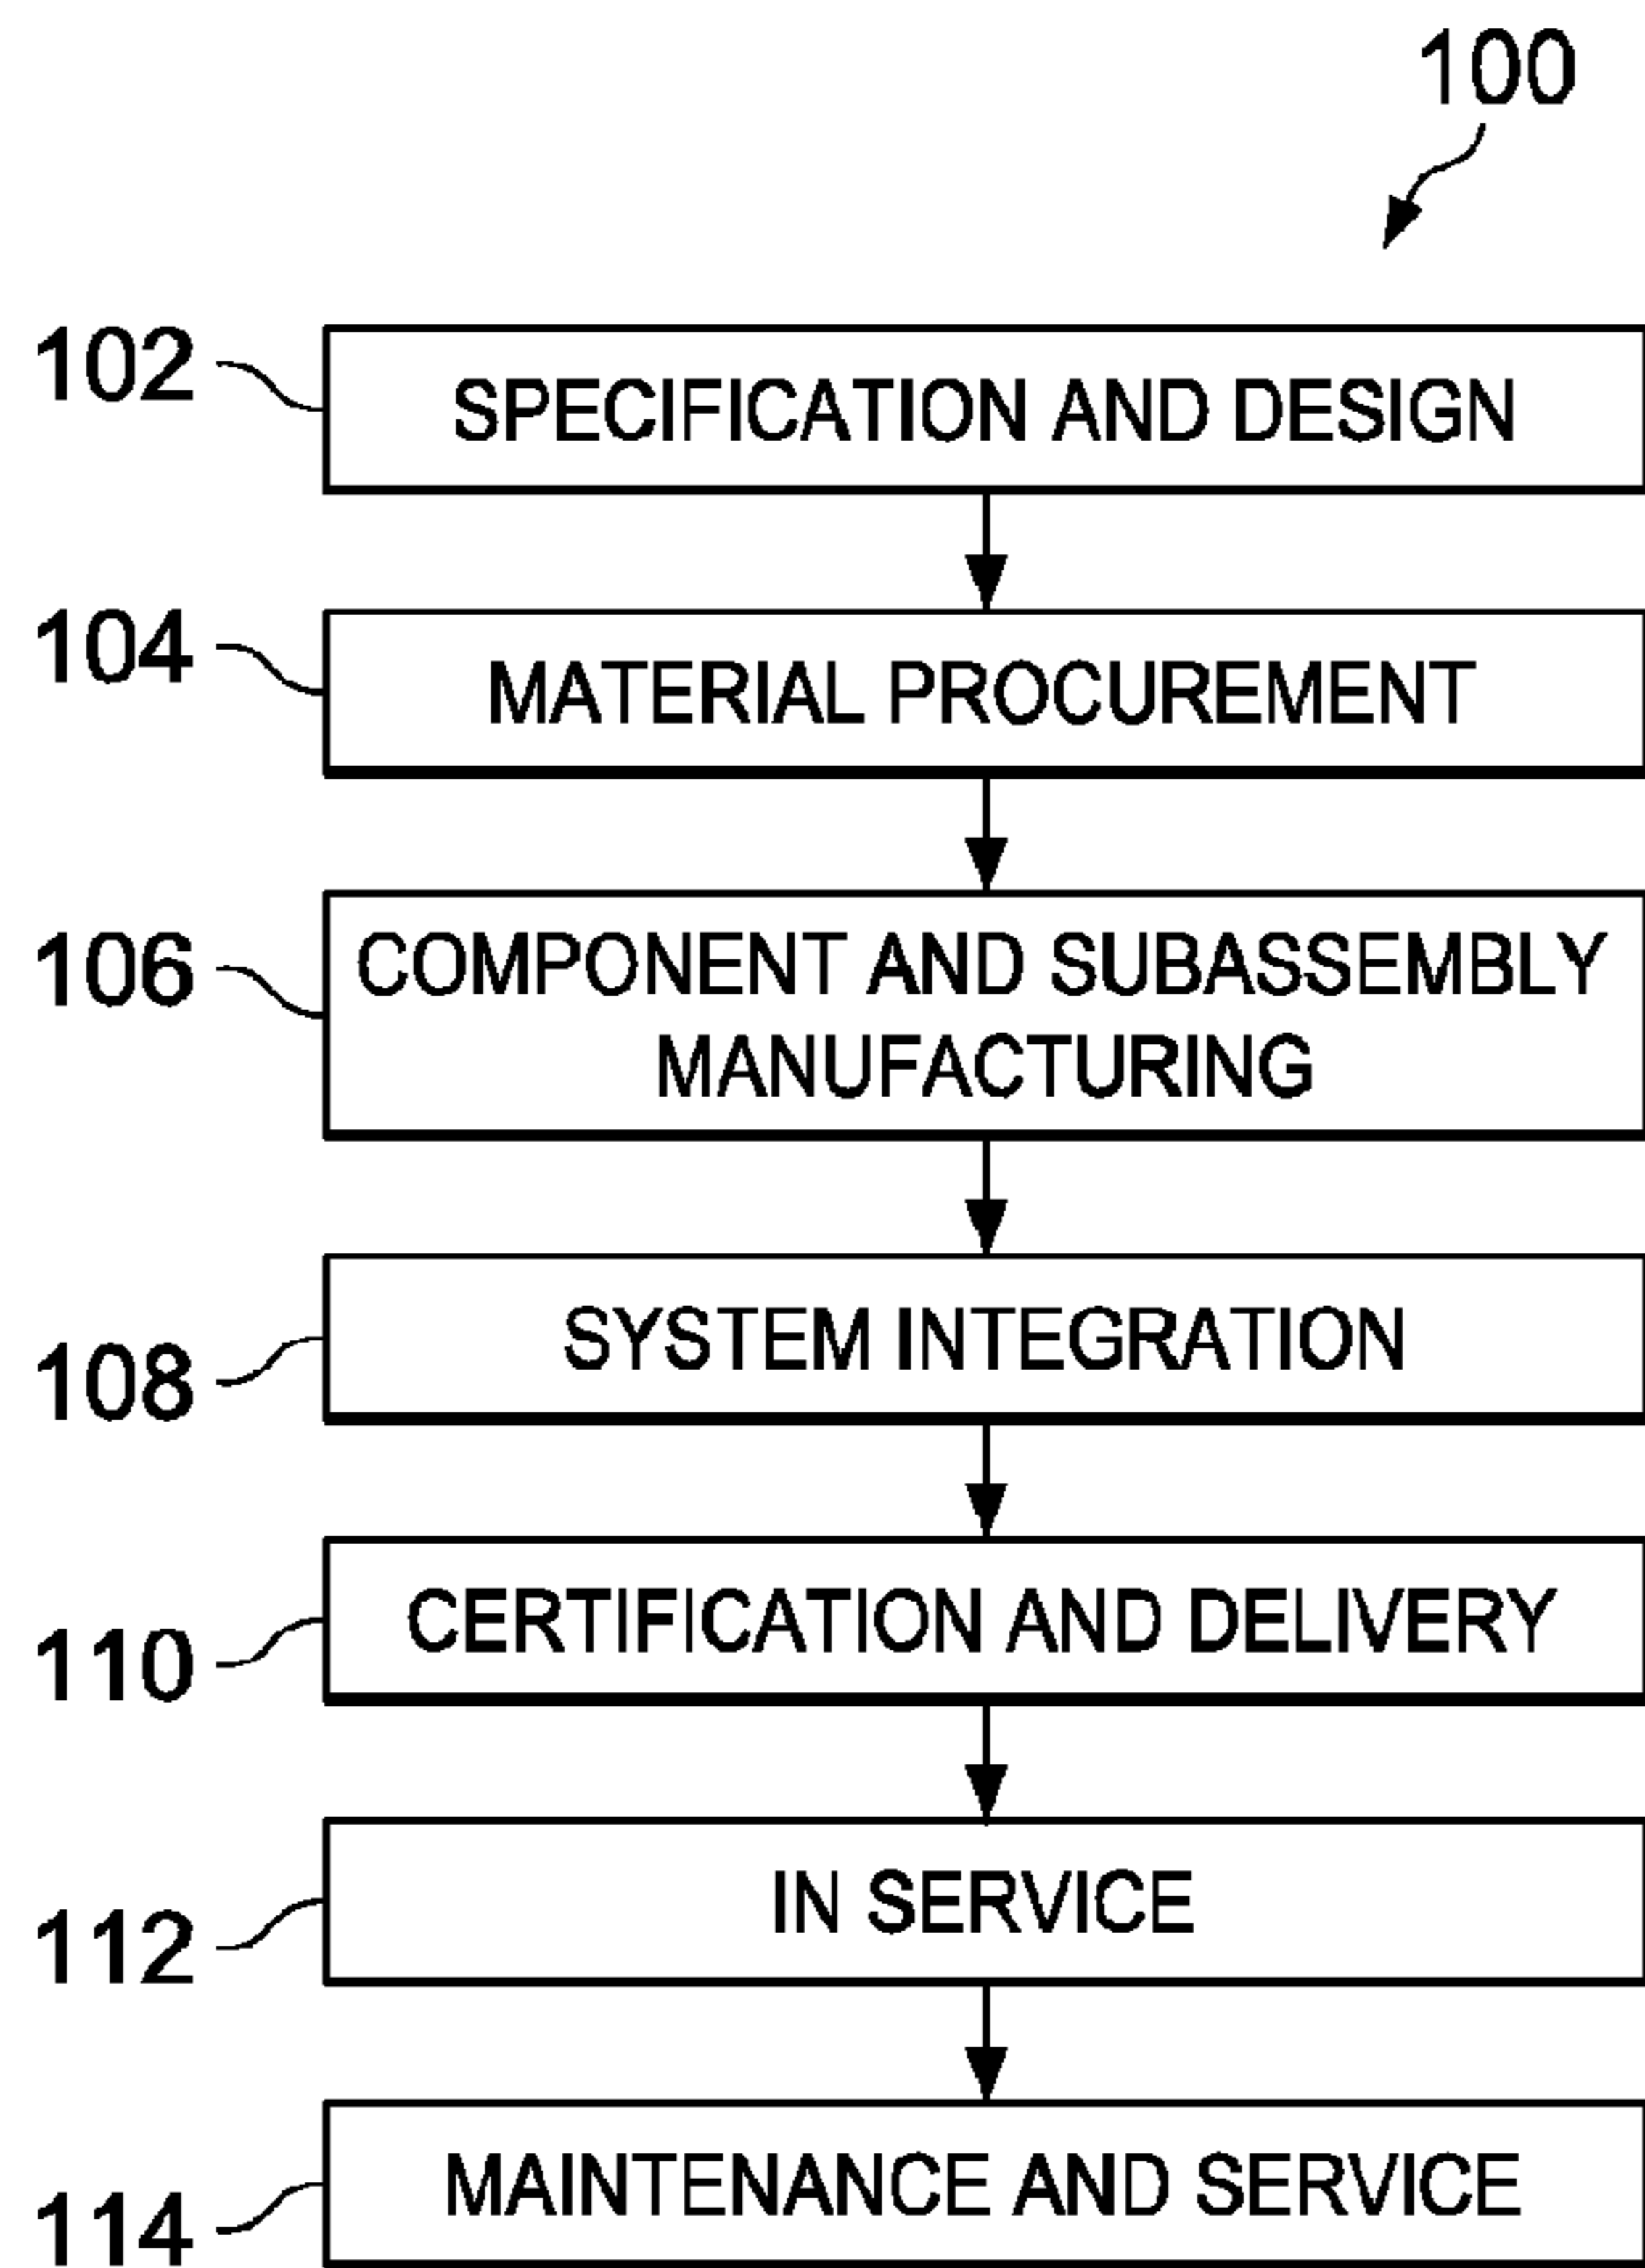 100
102 SPECIFICATION AND DESIGN
104 MATERIAL PROCUREMENT
106 COMPONENT AND SUBASSEMBLY
MANUFACTURING
108 SYSTEM INTEGRATION
110 CERTIFICATION AND DELIVERY
112 IN SERVICE
114 MAINTENANCE AND SERVICE